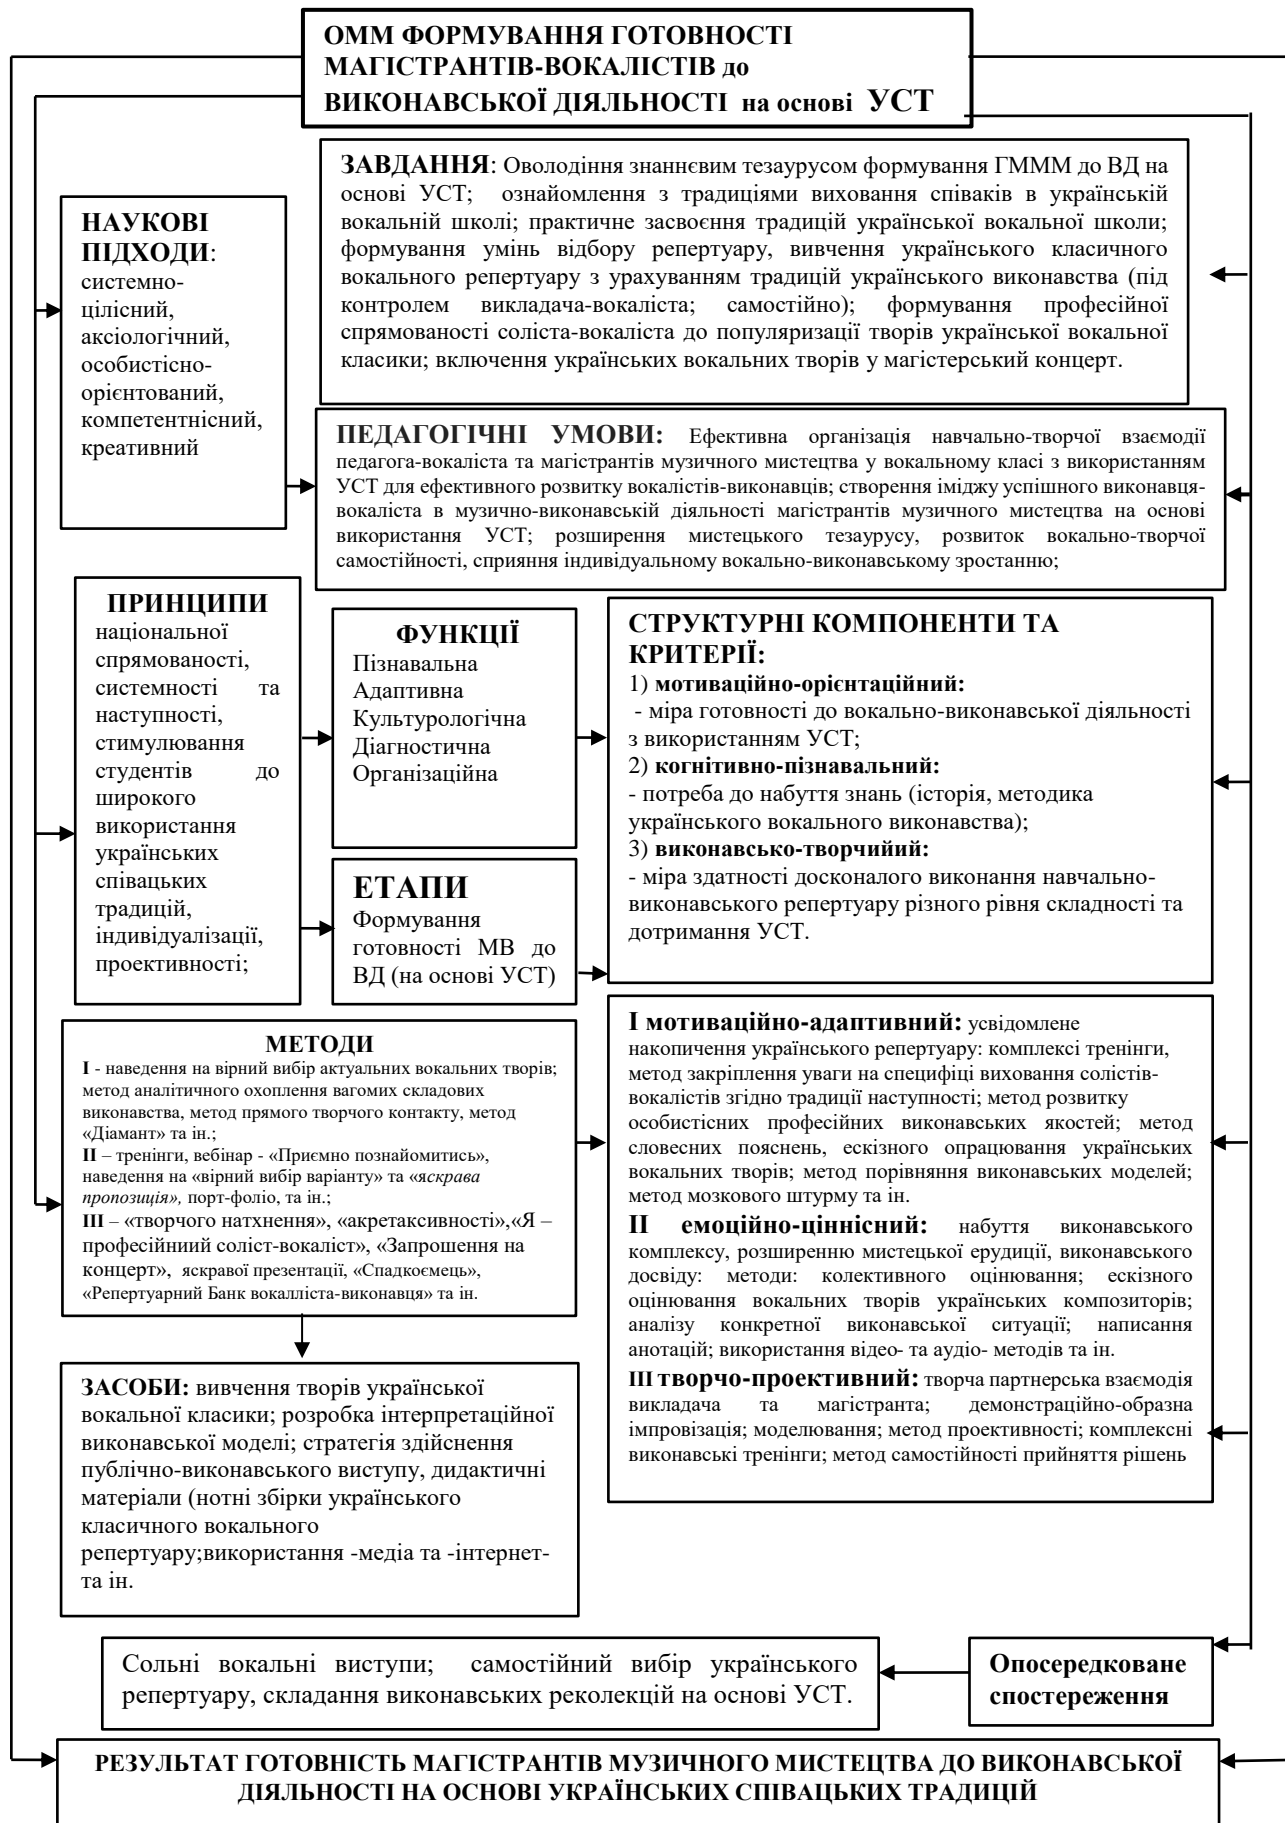 ОММ ФОРМУВАННЯ ГОТОВНОСТІ
МАГІСТРАНТІВ-ВОКАЛІСТІВ до
ВИКОНАВСЬКОЇ ДІЯЛЬНОСТІ на основі УСТ
ЗАВДАННЯ: Оволодіння знаннєвим тезаурусом формування ГМММ до ВД на
основі УСТ; ознайомлення з традиціями виховання співаків в українській
вокальній школі; практичне засвоєння традицій української вокальної школи;
формування умінь відбору репертуару, вивчення українського класичного
вокального репертуару з урахуванням традицій українського виконавства (під
контролем викладача-вокаліста; самостійно); формування професійної
спрямованості соліста-вокаліста до популяризації творів української вокальної
класики; включення українських вокальних творів у магістерський концерт.
НАУКОВІ
ПІДХОДИ:
системно-
цілісний,
аксіологічний,
особистісно-
орієнтований,
компетентнісний,
креативний
ПЕДАГОГІЧНІ УМОВИ: Ефективна організація навчально-творчої взаємодії
педагога-вокаліста та магістрантів музичного мистецтва у вокальному класі з використанням
УСТ для ефективного розвитку вокалістів-виконавців; створення іміджу успішного виконавця-
вокаліста в музично-виконавській діяльності магістрантів музичного мистецтва на основі
використання УСТ; розширення мистецького тезаурусу, розвиток вокально-творчої
самостійності, сприяння індивідуальному вокально-виконавському зростанню;
ПРИНЦИПИ
національної
спрямованості,
системності та
наступності,
стимулювання
студентів до
широкого
використання
українських
співацьких
традицій,
індивідуалізації,
проективності;
ФУНКЦІЇ
Пізнавальна
Адаптивна
Культурологічна
Діагностична
Організаційна
ЕТАПИ
Формування
готовності МВ до
ВД (на основі УСТ)
СТРУКТУРНІ КОМПОНЕНТИ ТА
КРИТЕРІЇ:
1) мотиваційно-орієнтаційний:
- міра готовності до вокально-виконавської діяльності
з використанням УСТ;
2) когнітивно-пізнавальний:
- потреба до набуття знань (історія, методика
українського вокального виконавства);
3) виконавсько-творчийий:
- міра здатності досконалого виконання навчально-
виконавського репертуару різного рівня складності та
дотримання УСТ.
МЕТОДИ
І - наведення на вірний вибір актуальних вокальних творів;
метод аналітичного охоплення вагомих складових
виконавства, метод прямого творчого контакту, метод
«Діамант» та ін.;
ІІ – тренінги, вебінар - «Приємно познайомитись»,
наведення на «вірний вибір варіанту» та «яскрава
пропозиція», порт-фоліо, та ін.;
ІІІ – «творчого натхнення», «акретаксивності»,«Я –
професійниий соліст-вокаліст», «Запрошення на
концерт», яскравої презентації, «Спадкоємець»,
«Репертуарний Банк вокалліста-виконавця» та ін.
І мотиваційно-адаптивний: усвідомлене
накопичення українського репертуару: комплексі тренінги,
метод закріплення уваги на специфіці виховання солістів-
вокалістів згідно традиції наступності; метод розвитку
особистісних професійних виконавських якостей; метод
словесних пояснень, ескізного опрацювання українських
вокальних творів; метод порівняння виконавських моделей;
метод мозкового штурму та ін.
ІІ емоційно-ціннісний: набуття виконавського
комплексу, розширенню мистецької ерудиції, виконавського
досвіду: методи: колективного оцінювання; ескізного
оцінювання вокальних творів українських композиторів;
аналізу конкретної виконавської ситуації; написання
анотацій; використання відео- та аудіо- методів та ін.
ІІІ творчо-проективний: творча партнерська взаємодія
викладача та магістранта; демонстраційно-образна
імпровізація; моделювання; метод проективності; комплексні
виконавські тренінги; метод самостійності прийняття рішень
ЗАСОБИ: вивчення творів української
вокальної класики; розробка інтерпретаційної
виконавської моделі; стратегія здійснення
публічно-виконавського виступу, дидактичні
матеріали (нотні збірки українського
класичного вокального
репертуару;використання -медіа та -інтернет-
та ін.
Сольні вокальні виступи; самостійний вибір українського
репертуару, складання виконавських реколекцій на основі УСТ.
Опосередковане
спостереження
РЕЗУЛЬТАТ ГОТОВНІСТЬ МАГІСТРАНТІВ МУЗИЧНОГО МИСТЕЦТВА ДО ВИКОНАВСЬКОЇ
ДІЯЛЬНОСТІ НА ОСНОВІ УКРАЇНСЬКИХ СПІВАЦЬКИХ ТРАДИЦІЙ